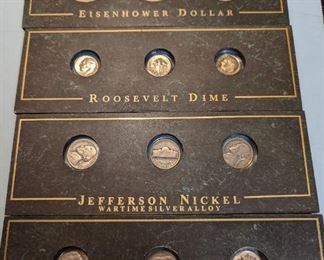 EISENHOWER DOLLAR
ROOSEVELT DIME
JEFFERSON NICKEL
WARTIME SILVER ALLOY